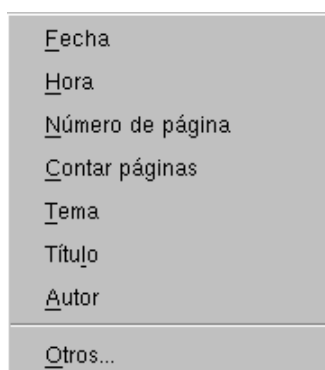 Fecha
Hora
Número de página
Contar páginas
Tema
Título
Autor
Otros...